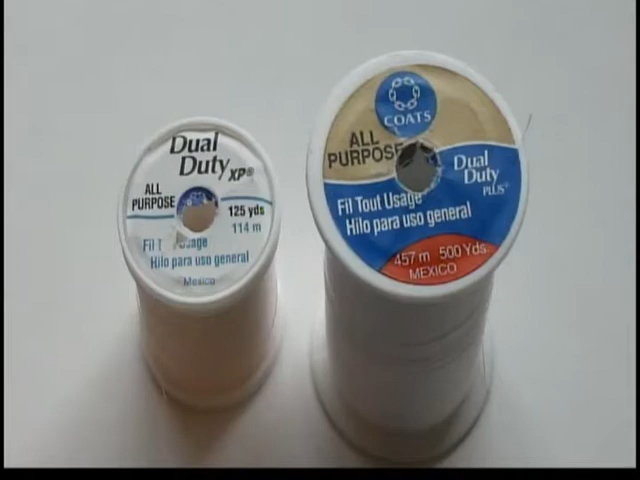 Dual
Duty XP®
ALL
PURPOSE
125 yds
114 m
Fil T usage
Hilo para uso general
Mexico
COATS
ALL
PURPOSE
Dual
Duty
PLUS®
Fil Tout Usage
Hilo para uso general
457 m 500 Yds.
MEXICO